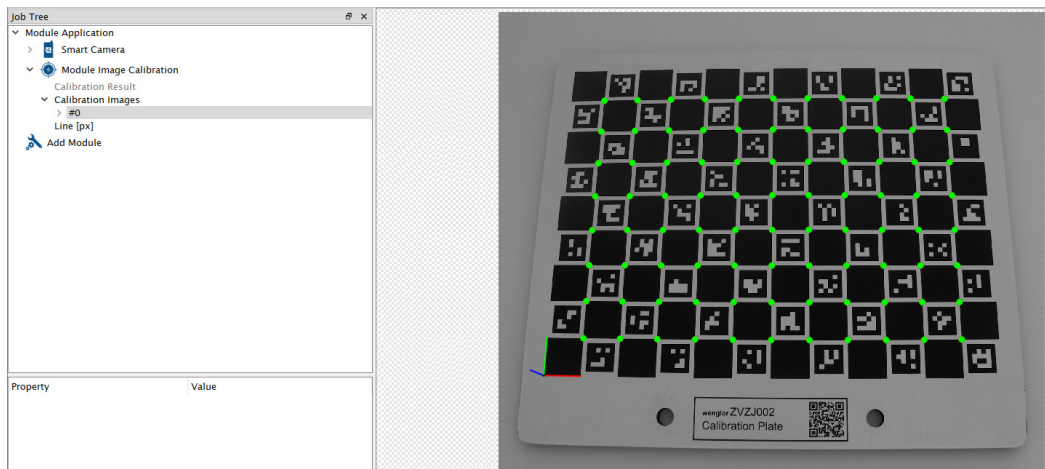 Job Tree
Module Application
Smart Camera
Module Image Calibration
Calibration Result
Calibration Images
#0
Line [px]
Add Module
Property Value
wenglor ZVZJ002
Calibration Plate